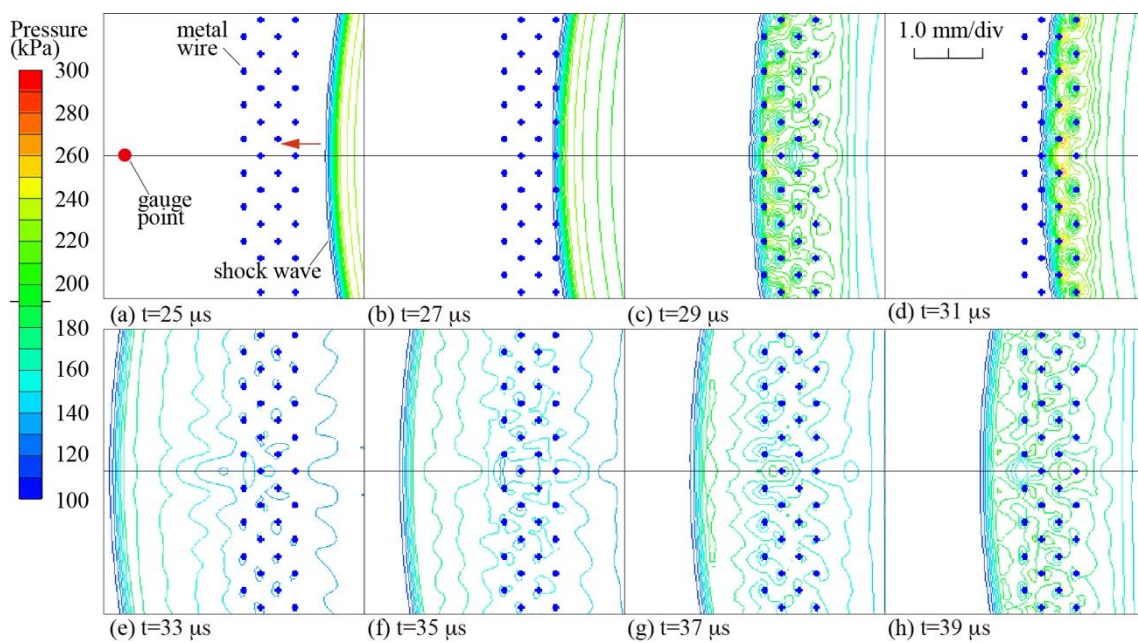 Pressure
(kPa)
300
280
260
240
220
200
180
160
140
120
100
metal
wire
gauge
point
shock wave
1.0 mm/div
(a) t=25 μs
(b) t=27 μs
(c) t=29 μs
(d) t=31 μs
(e) t=33 μs
(f) t=35 μs
(g) t=37 μs
(h) t=39 μs